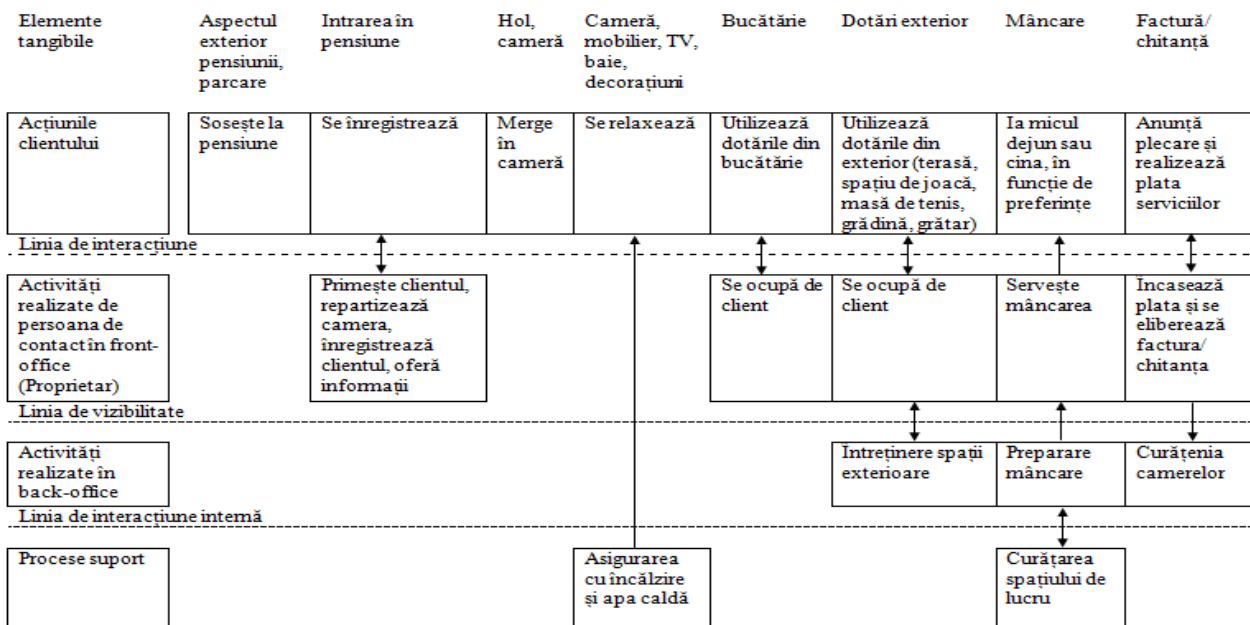 Elemente
tangibile
Aspectul
exterior
pensiunii,
parcare
Intrarea în
pensiune
Hol,
cameră
Cameră,
mobilier, TV,
baie,
decorațiuni
Bucătărie
Dotări exterior
Mâncare
Factură/
chitanță
Acțiunile
clientului
Sosește la
pensiune
Se înregistrează
Merge
în
cameră
Se relaxează
Utilizează
dotările din
bucătărie
Utilizează
dotările din
exterior (terasă,
spațiu de joacă,
masă de tenis,
grădină, grătar)
Ia micul
dejun sau
cina, în
funcție de
preferințe
Anunță
plecare și
realizează
plata
serviciilor
Linia de interacțiune
Activități
realizate de
persoana de
contact în front-
office
(Proprietar)
Primește clientul,
repartizează
camera,
înregistrează
clientul, oferă
informații
Se ocupă de
client
Se ocupă de
client
Servește
mâncarea
Încasează
plata și se
eliberează
factura/
chitanța
Linia de vizibilitate
Activități
realizate în
back-office
Întreținere spații
exterioare
Preparare
mâncare
Curățenia
camerelor
Linia de interacțiune internă
Procese suport
Asigurarea
cu încălzire
și apa caldă
Curățarea
spațiului de
lucru